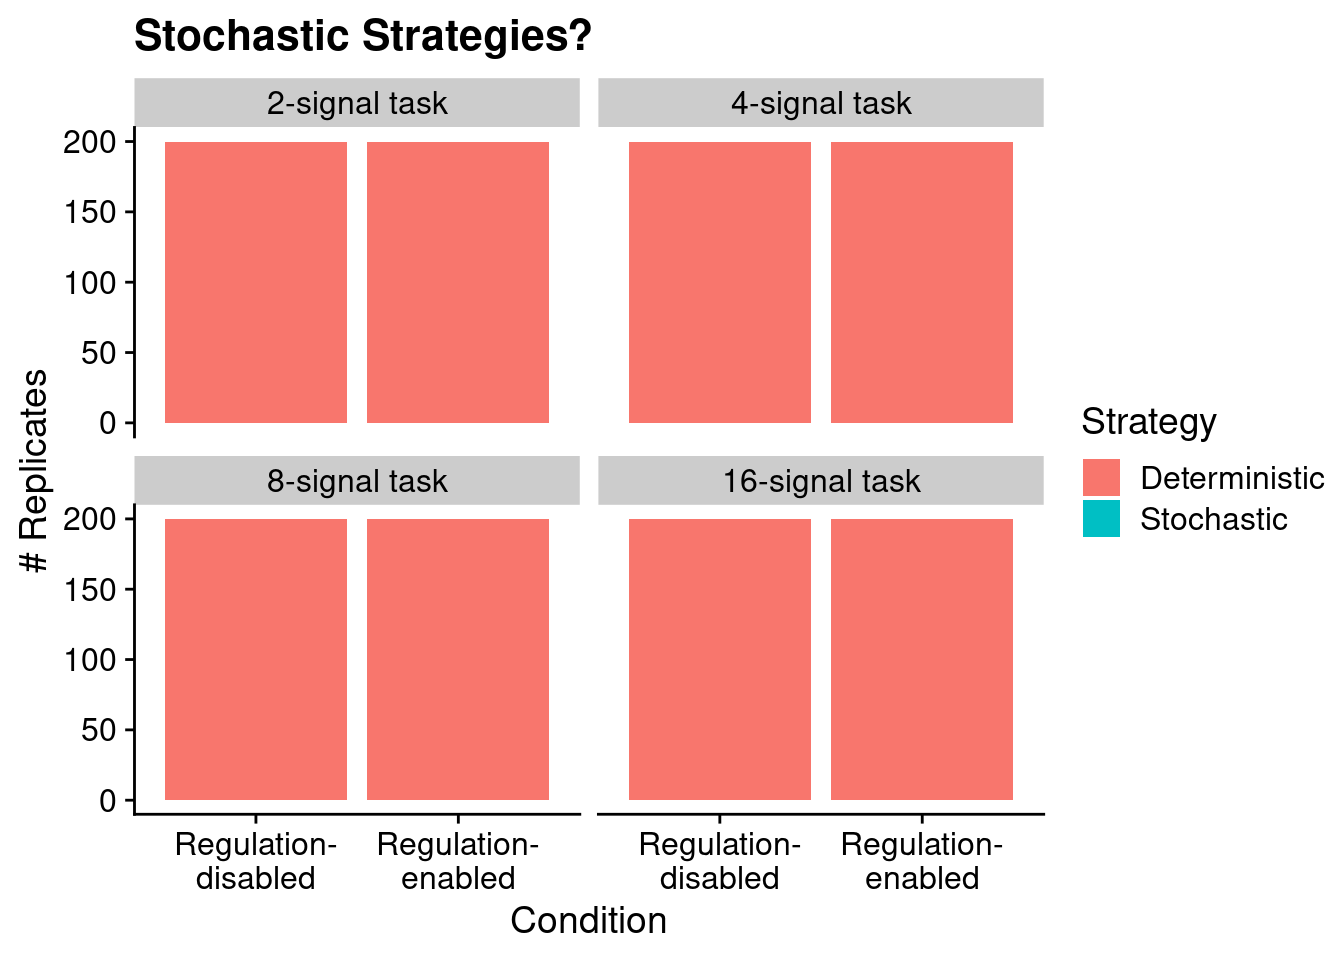 Stochastic Strategies?
2-signal task
4-signal task
200
150
100
50
0
8-signal task
16-signal task
200
150
100
50
0
# Replicates
Regulation-
disabled
Regulation-
enabled
Regulation-
disabled
Regulation-
enabled
Condition
Strategy
Deterministic
Stochastic